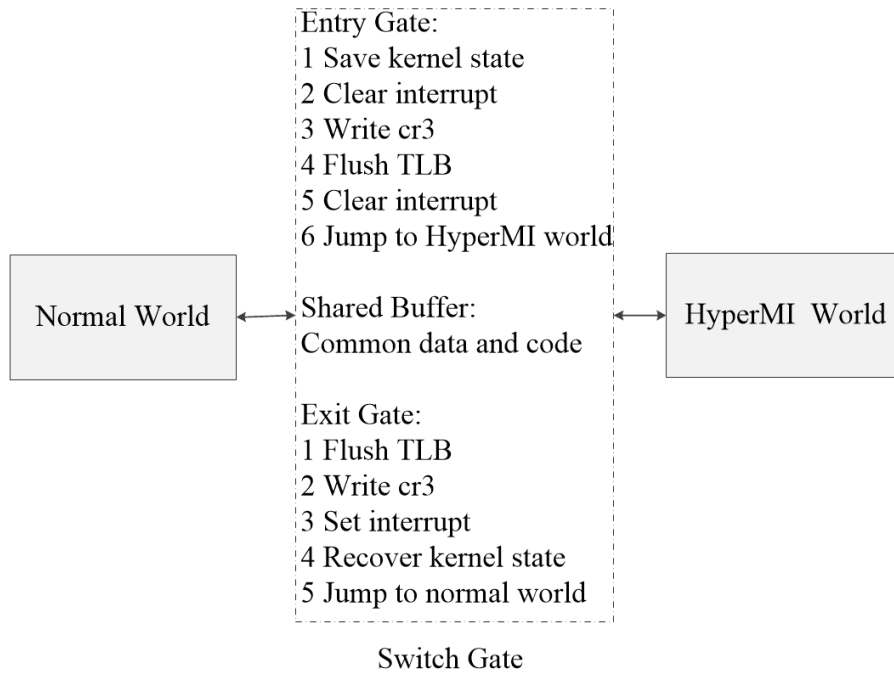 Entry Gate:
1 Save kernel state
2 Clear interrupt
3 Write cr3
4 Flush TLB
5 Clear interrupt
6 Jump to HyperMI world
Normal World
Shared Buffer:
Common data and code
HyperMI World
Exit Gate:
1 Flush TLB
2 Write cr3
3 Set interrupt
4 Recover kernel state
5 Jump to normal world
Switch Gate